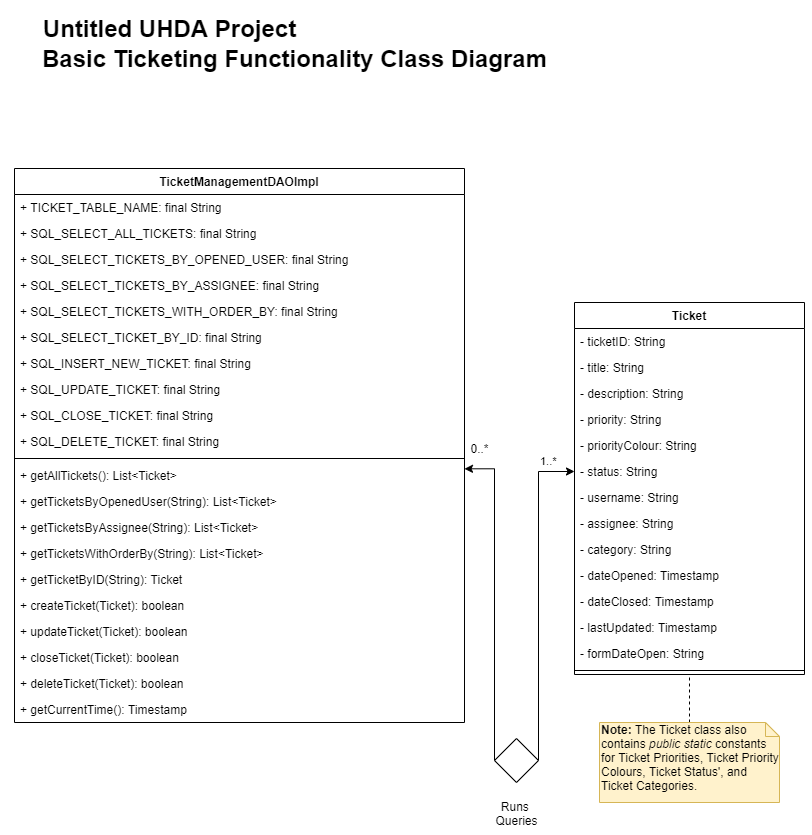 Untitled UHDA Project
Basic Ticketing Functionality Class Diagram
TicketManagementDAOImpl
+ TICKET_TABLE_NAME: final String
+ SQL_SELECT_ALL_TICKETS: final String
+ SQL_SELECT_TICKETS_BY_OPENED_USER: final String
+ SQL_SELECT_TICKETS_BY_ASSIGNEE: final String
+ SQL_SELECT_TICKETS_WITH_ORDER_BY: final String
+ SQL_SELECT_TICKET_BY_ID: final String
+ SQL_INSERT_NEW_TICKET: final String
+ SQL_UPDATE_TICKET: final String
+ SQL_CLOSE_TICKET: final String
+ SQL_DELETE_TICKET: final String
+ getAllTickets(): List<Ticket>
+ getTicketsByOpenedUser(String): List<Ticket>
+ getTicketsByAssignee(String): List<Ticket>
+ getTicketsWithOrderBy(String): List<Ticket>
+ getTicketByID(String): Ticket
+ createTicket(Ticket): boolean
+ updateTicket(Ticket): boolean
+ closeTicket(Ticket): boolean
+ deleteTicket(Ticket): boolean
+ getCurrentTime(): Timestamp
0..*
1..*
Runs
Queries
Ticket
- ticketID: String
- title: String
- description: String
- priority: String
- priorityColour: String
- status: String
- username: String
- assignee: String
- category: String
- dateOpened: Timestamp
- dateClosed: Timestamp
- lastUpdated: Timestamp
- formDateOpen: String
Note: The Ticket class also
contains public static constants
for Ticket Priorities, Ticket Priority
Colours, Ticket Status', and
Ticket Categories.